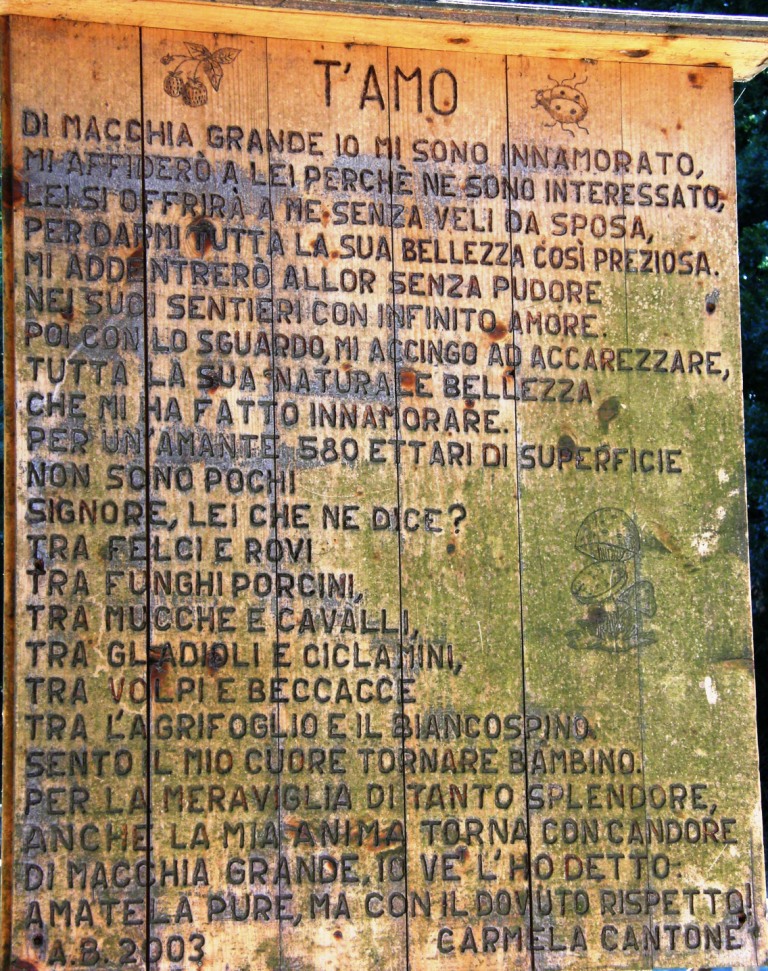 T'AMO
DI MACCHIA GRANDE IO MI SONO INNAMORATO,
MI AFFIDERÒ A LEI PERCHÈ NE SONO INTERESSATO,
LEI SI OFFRIRÀ A ME SENZA VELI DA SPOSA,
PER DARMI TUTTA LA SUA BELLEZZA COSÌ PREZIOSA.
MI ADDENTRERÒ ALLOR SENZA PUDORE
NEI SUOI SENTIERI CON INFINITO AMORE.
POI CON LO SGUARDO, MI ACCINGO AD ACCAREZZARE,
TUTTA LA SUA NATURALE BELLEZZA
CHE MI HA FATTO INNAMORARE.
PER UN'AMANTE 580 ETTARI DI SUPERFICIE
NON SONO POCHI
SIGNORE, LEI CHE NE DICE?
TRA FELCI E ROVI
TRA FUNGHI PORCINI,
TRA MUCCHE E CAVALLI,
TRA GLADIOLI E CICLAMINI,
TRA VOLPI E BECCACCE
TRA L'AGRIFOGLIO E IL BIANCOSPINO.
SENTO IL MIO CUORE TORNARE BAMBINO.
PER LA MERAVIGLIA DI TANTO SPLENDORE,
ANCHE LA MIA ANIMA TORNA CON CANDORE
DI MACCHIA GRANDE, IO VE L'HO DETTO:
AMATELA PURE, MA CON IL DOVUTO RISPETTO!
A.B. 2003 CARMELA CANTONE